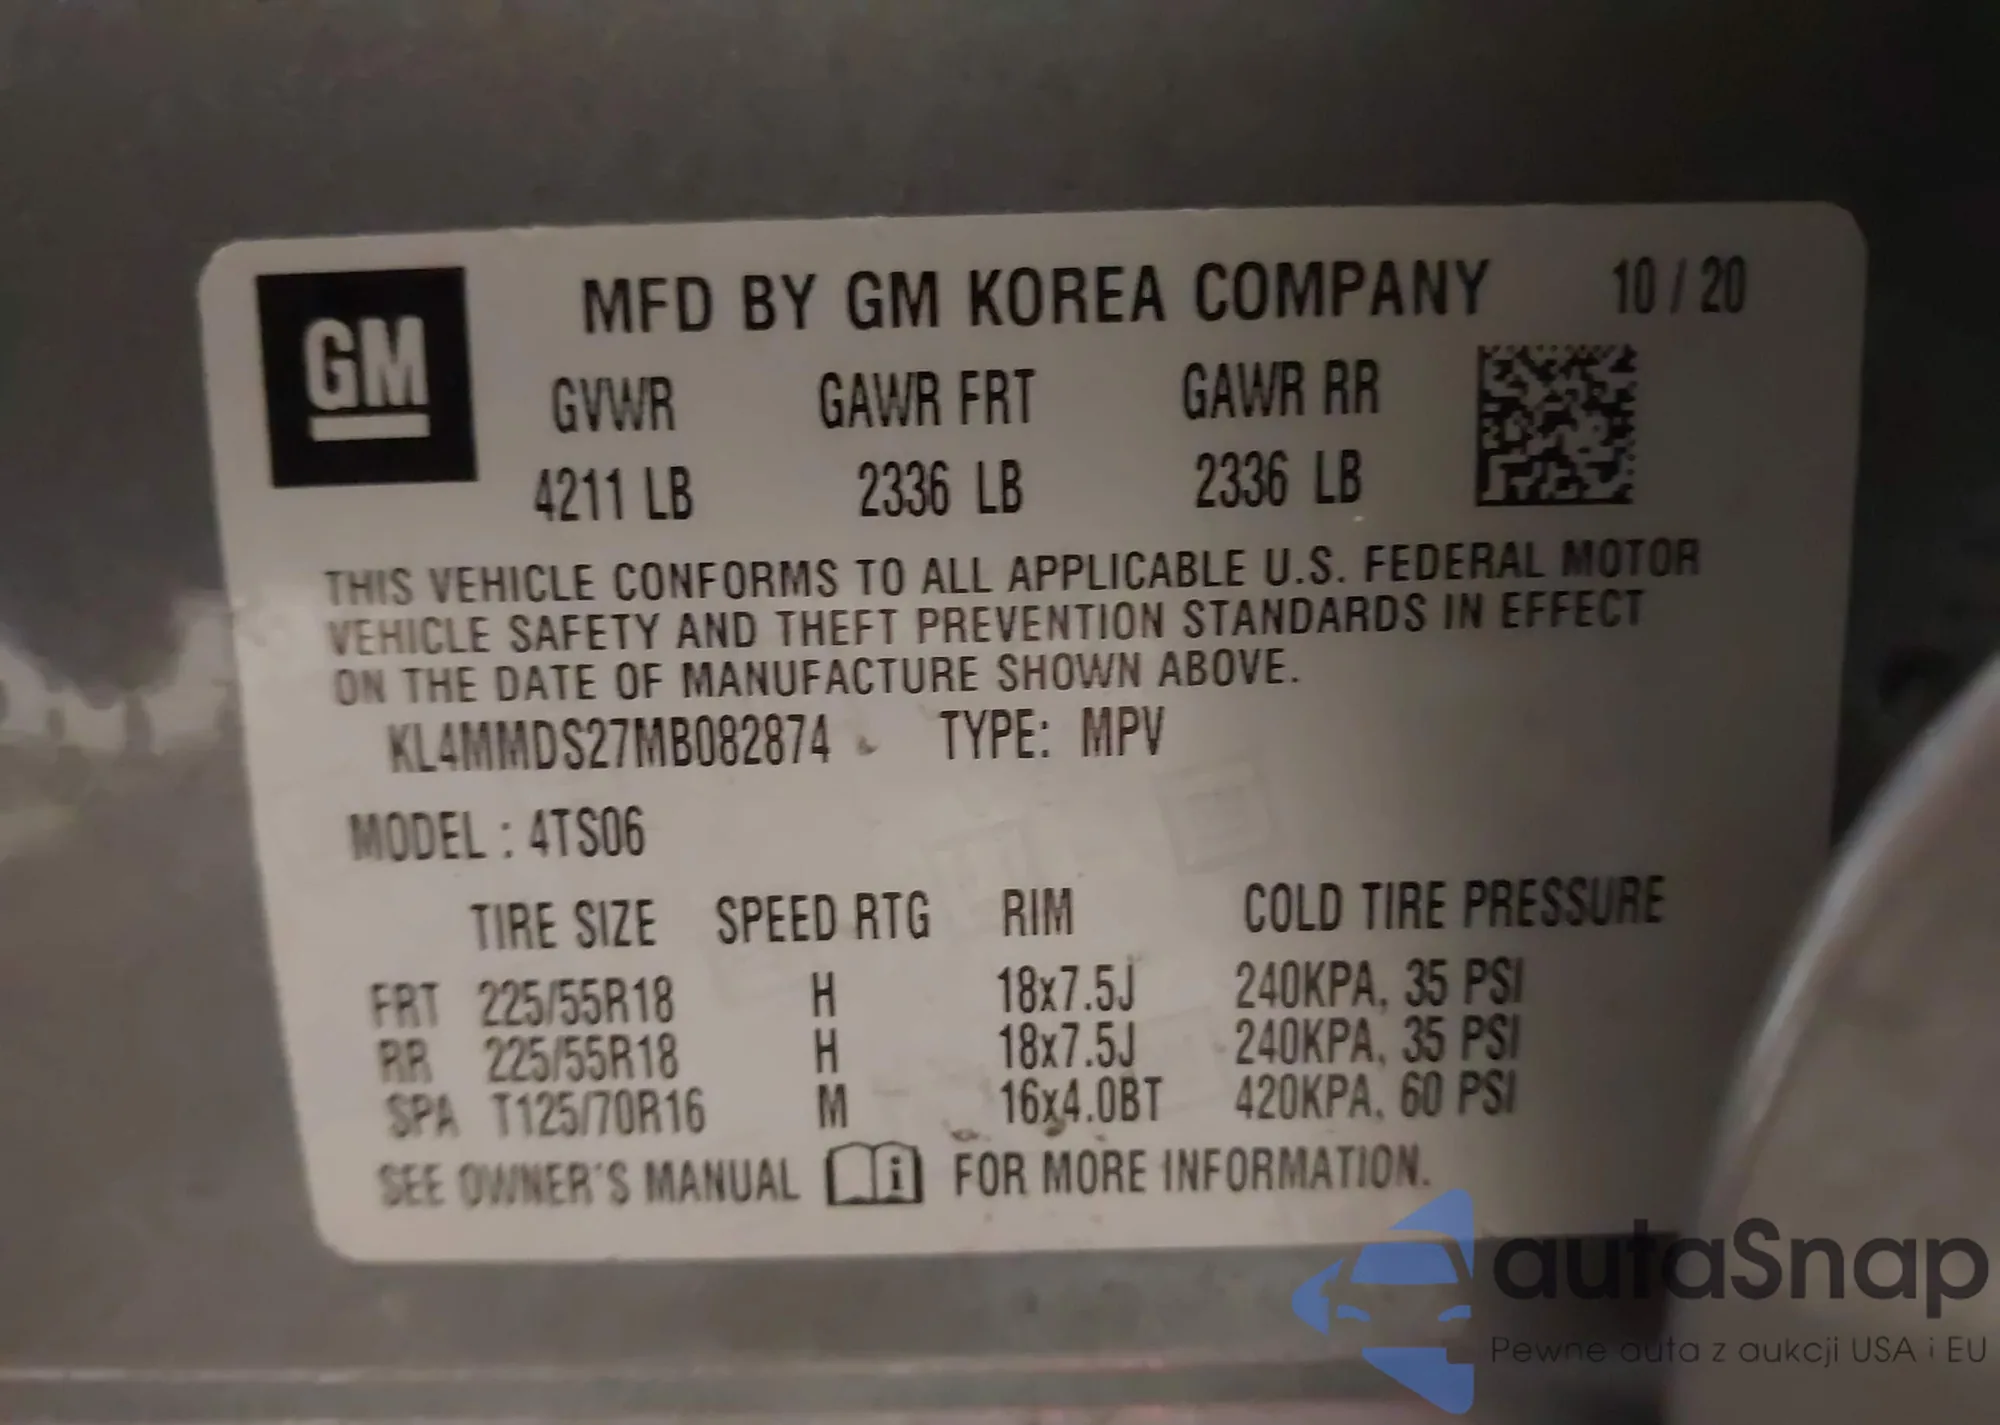 GM
MFD BY GM KOREA COMPANY 10 / 20
GVWR GAWR FRT GAWR RR
4211 LB 2336 LB 2336 LB
THIS VEHICLE CONFORMS TO ALL APPLICABLE U.S. FEDERAL MOTOR
VEHICLE SAFETY AND THEFT PREVENTION STANDARDS IN EFFECT
ON THE DATE OF MANUFACTURE SHOWN ABOVE.
KL4MMDS27MB082874 TYPE: MPV
MODEL : 4TS06
TIRE SIZE SPEED RTG RIM COLD TIRE PRESSURE
FRT 225/55R18 H 18x7.5J 240KPA, 35 PSI
RR 225/55R18 H 18x7.5J 240KPA, 35 PSI
SPA T125/70R16 M 16x4.0BT 420KPA, 60 PSI
SEE OWNER'S MANUAL i FOR MORE INFORMATION.
autaSnap
Pewne auta z aukcji USA i EU